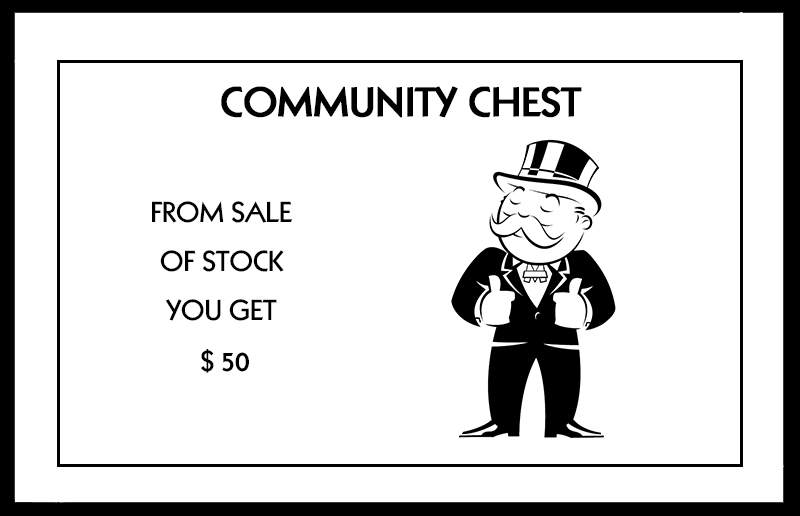 COMMUNITY CHEST
FROM SALE
OF STOCK
YOU GET
$ 50